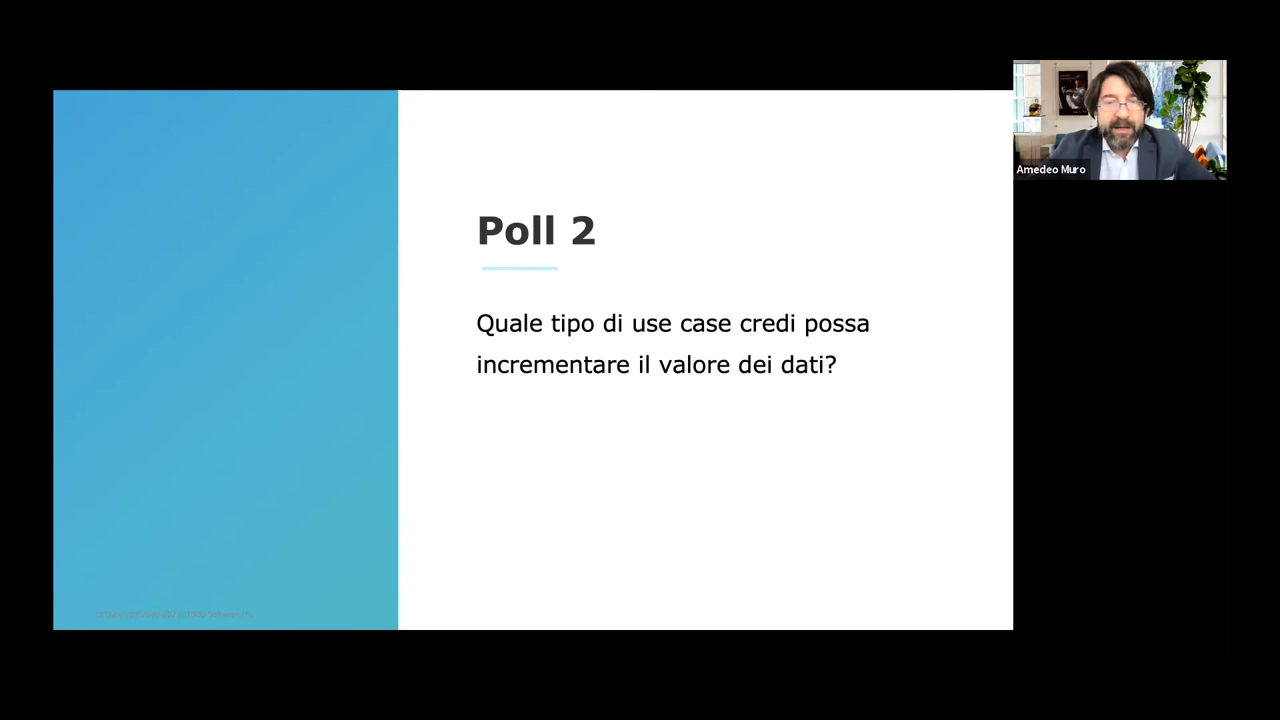 Poll 2
Quale tipo di use case credi possa
incrementare il valore dei dati?
Amedeo Muro